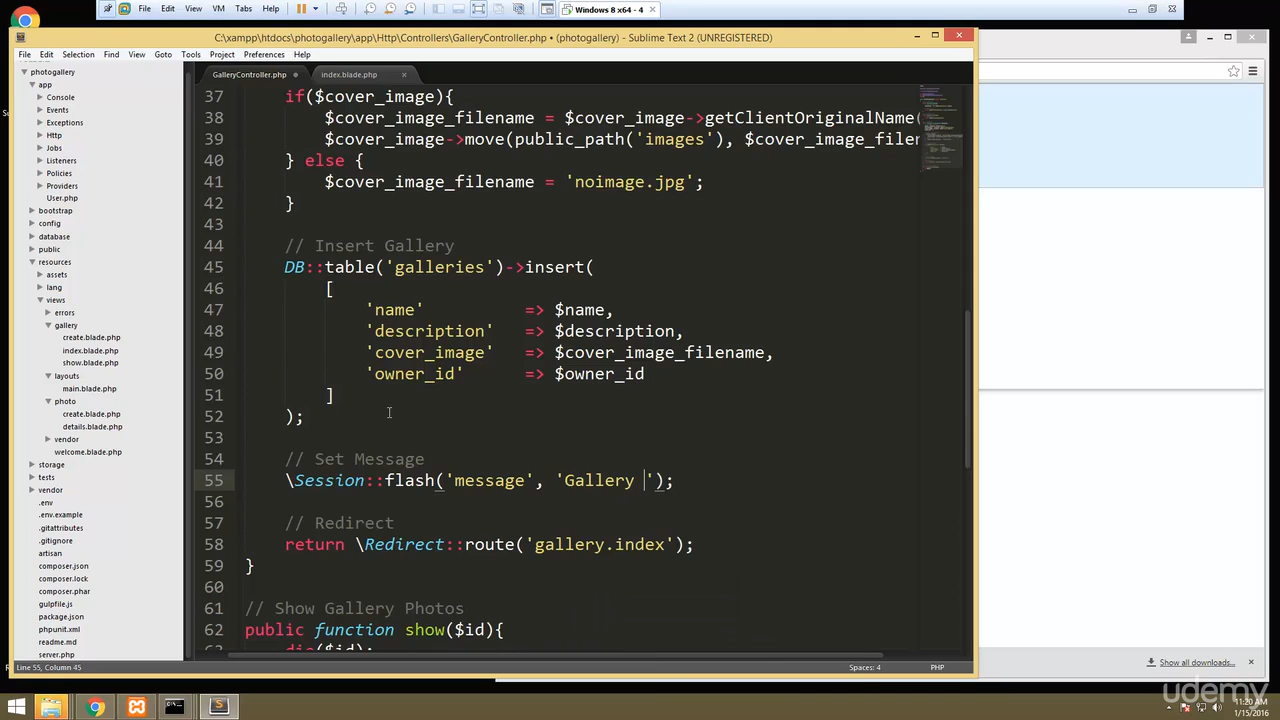 File Edit View VM Tabs Help
Windows 8 x64 - 4
C:\xampp\htdocs\photogallery\app\Http\Controllers\GalleryController.php • (photogallery) - Sublime Text 2 (UNREGISTERED)
File Edit Selection Find View Goto Tools Project Preferences Help
GalleryController.php
index.blade.php
photogallery
app
Console
Events
Exceptions
Http
Jobs
Listeners
Policies
Providers
User.php
bootstrap
config
database
public
resources
assets
lang
views
errors
gallery
create.blade.php
index.blade.php
show.blade.php
layouts
main.blade.php
photo
create.blade.php
details.blade.php
vendor
welcome.blade.php
storage
tests
vendor
.env
.env.example
.gitattributes
.gitignore
artisan
composer.json
composer.lock
composer.phar
gulpfile.js
package.json
phpunit.xml
readme.md
server.php
37 if($cover_image){
38 $cover_image_filename = $cover_image->getClientOriginalName(
39 $cover_image->move(public_path('images'), $cover_image_filen
40 } else {
41 $cover_image_filename = 'noimage.jpg';
42 }
43
44 // Insert Gallery
45 DB::table('galleries')->insert(
46 [
47 'name' => $name,
48 'description' => $description,
49 'cover_image' => $cover_image_filename,
50 'owner_id' => $owner_id
51 ]
52 );
53
54 // Set Message
55 \Session::flash('message', 'Gallery ');
56
57 // Redirect
58 return \Redirect::route('gallery.index');
59 }
60
61 // Show Gallery Photos
62 public function show($id){
die($id);
Line 55, Column 45
Spaces: 4
PHP
Show all downloads...
udemy
11:20 AM
1/15/2016